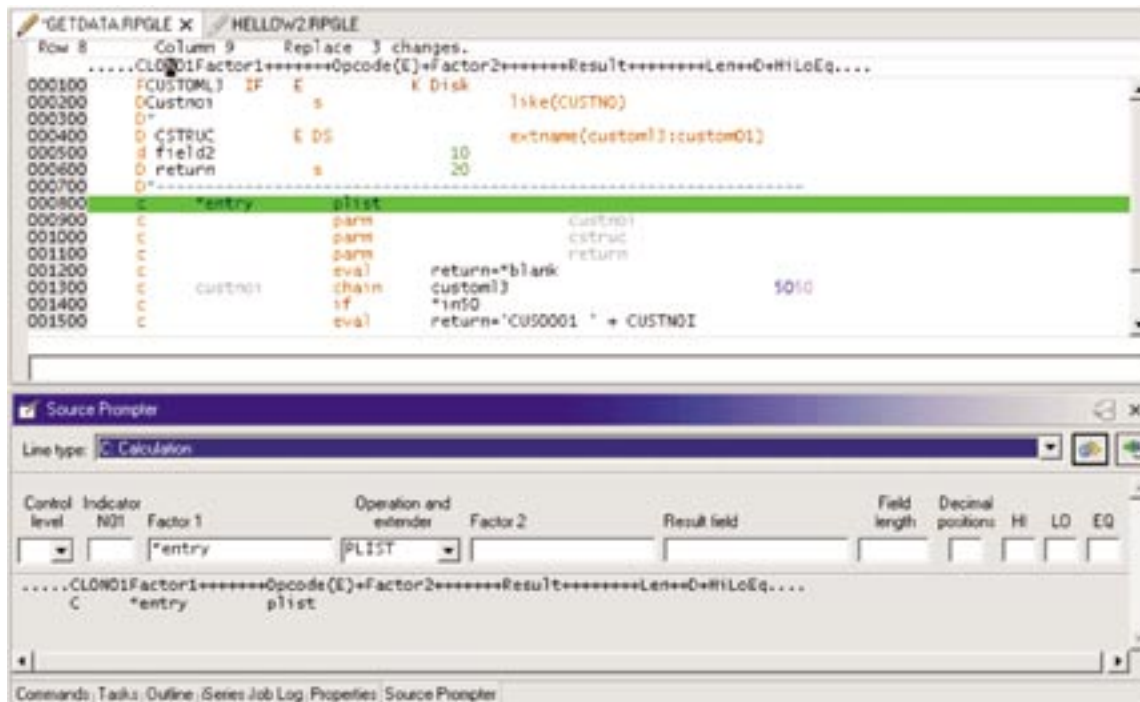 *GETDATA.RPGLE HELLOW2.RPGLE
Row 8 Column 9 Replace 3 changes.
.....CL0N01Factor1+++++++Opcode(E)+Factor2+++++++Result++++++++Len++D+HiLoEq....
000100 FCUSTOML3 IF E K Disk
000200 DCustnoi s like(CUSTNO)
000300 D*
000400 D CSTRUC E DS extname(custom13:custom01)
000500 d field2 10
000600 D return s 20
000700 D*-----------------------------------------------------------------
000800 c *entry plist
000900 c parm custnoi
001000 c parm cstruc
001100 c parm return
001200 c eval return=*blank
001300 c custnoi chain custom13 5050
001400 c if *in50
001500 c eval return='CUS0001 ' + CUSTNOI
Source Prompter
Line type: C: Calculation
Control level Indicator N01 Factor 1 Operation and extender Factor 2 Result field Field length Decimal positions HI LO EQ
*entry PLIST
.....CL0N01Factor1+++++++Opcode(E)+Factor2+++++++Result++++++++Len++D+HiLoEq....
C *entry plist
Commands Tasks Outline iSeries Job Log Properties Source Prompter